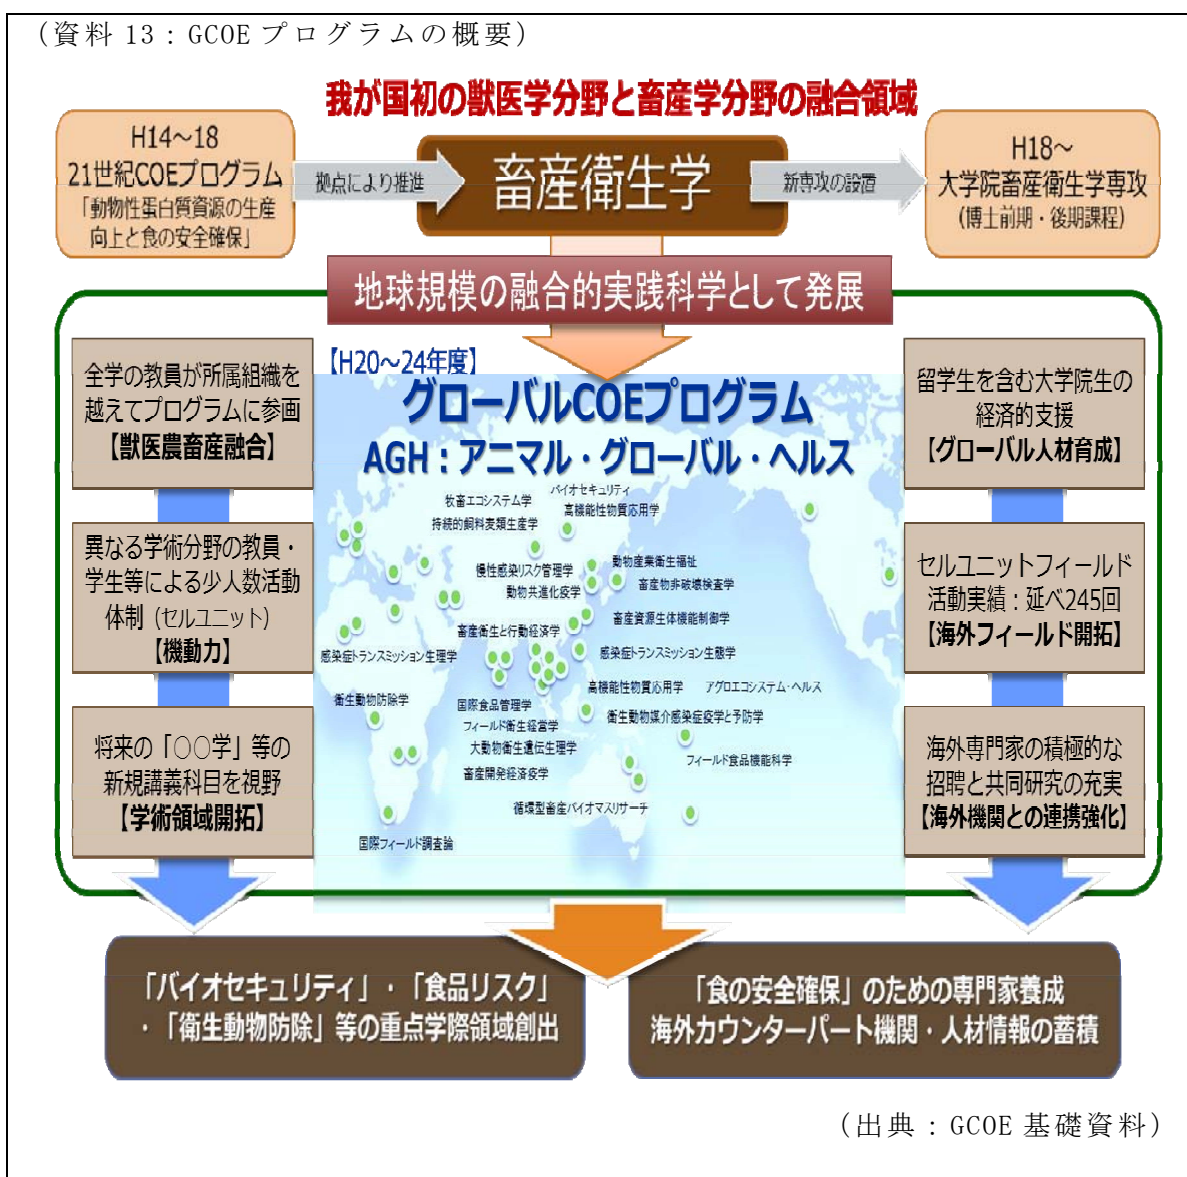 (資料 13：GCOE プログラムの概要)
我が国初の獣医学分野と畜産学分野の融合領域
H14～18
21世紀COEプログラム
「動物性蛋白質資源の生産
向上と食の安全確保」
拠点により推進
畜産衛生学
新専攻の設置
H18～
大学院畜産衛生学専攻
(博士前期・後期課程)
地球規模の融合的実践科学として発展
【H20～24年度】
グローバルCOEプログラム
AGH：アニマル・グローバル・ヘルス
全学の教員が所属組織を
越えてプログラムに参画
【獣医農畜産融合】
異なる学術分野の教員・
学生等による少人数活動
体制 (セルユニット)
【機動力】
将来の「○○学」等の
新規講義科目を視野
【学術領域開拓】
バイオセキュリティ
牧畜エコシステム学
高機能性物質応用学
持続的飼料麦類生産学
動物産業衛生福祉
慢性感染リスク管理学
畜産物非破壊検査学
動物共進化疫学
畜産資源生体機能制御学
畜産衛生と行動経済学
感染症トランスミッション生理学
感染症トランスミッション生態学
高機能性物質応用学
アグロエコシステム・ヘルス
衛生動物防除学
国際食品管理学
衛生動物媒介感染症疫学と予防学
フィールド衛生経営学
大動物衛生遺伝生理学
フィールド食品機能科学
畜産開発経済疫学
循環型畜産バイオマスリサーチ
国際フィールド調査論
留学生を含む大学院生の
経済的支援
【グローバル人材育成】
セルユニットフィールド
活動実績：延べ245回
【海外フィールド開拓】
海外専門家の積極的な
招聘と共同研究の充実
【海外機関との連携強化】
「バイオセキュリティ」・「食品リスク」
・「衛生動物防除」等の重点学際領域創出
「食の安全確保」のための専門家養成
海外カウンターパート機関・人材情報の蓄積
(出典：GCOE 基礎資料)